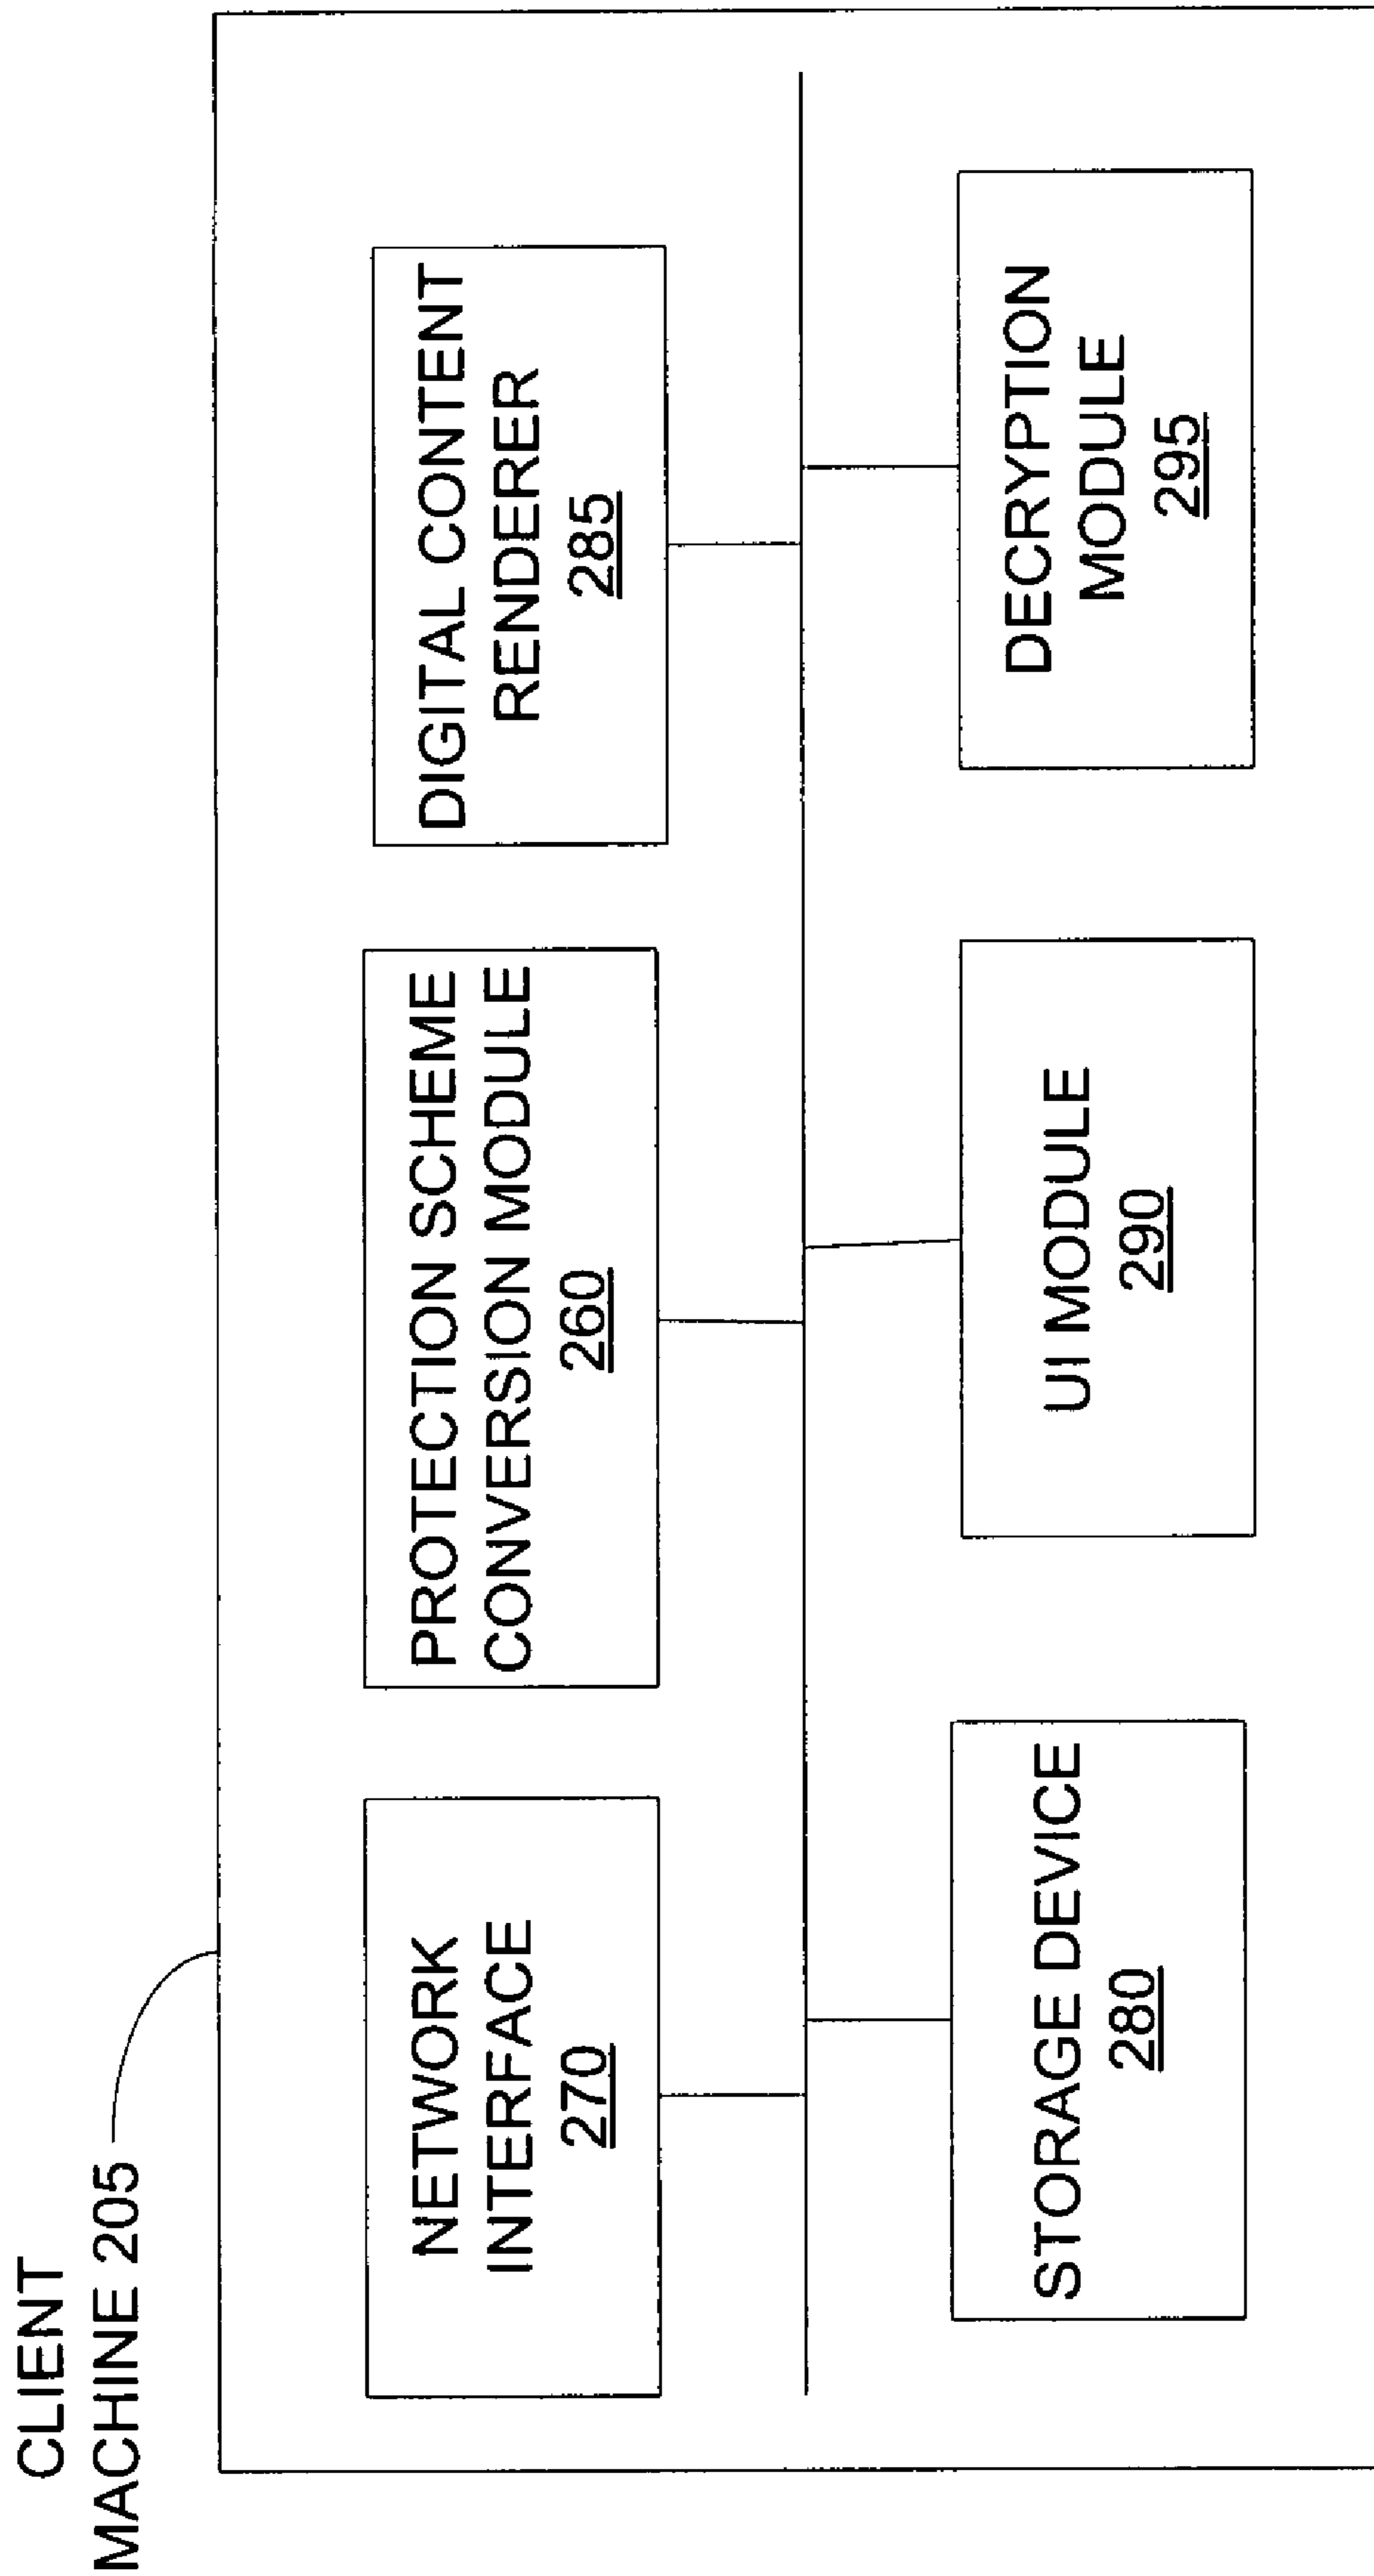 CLIENT
MACHINE 205
NETWORK
INTERFACE
270
PROTECTION SCHEME
CONVERSION MODULE
260
DIGITAL CONTENT
RENDERER
285
STORAGE DEVICE
280
UI MODULE
290
DECRYPTION
MODULE
295